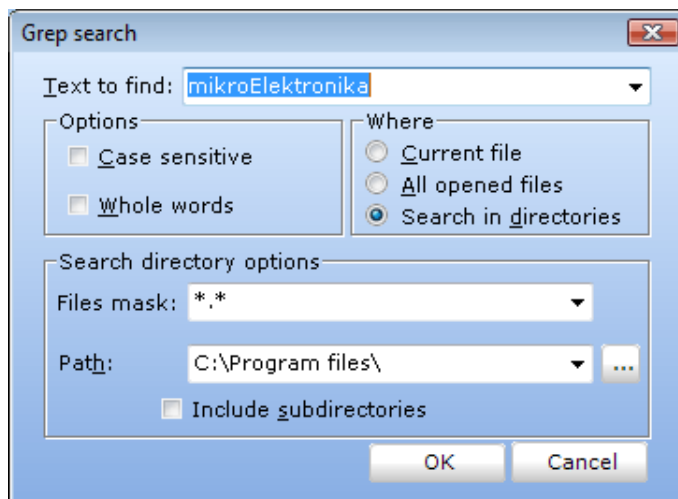 Grep search
Text to find: mikroElektronika
Options
Case sensitive
Whole words
Where
Current file
All opened files
Search in directories
Search directory options
Files mask: *.*
Path: C:\Program files\ ...
Include subdirectories
OK Cancel